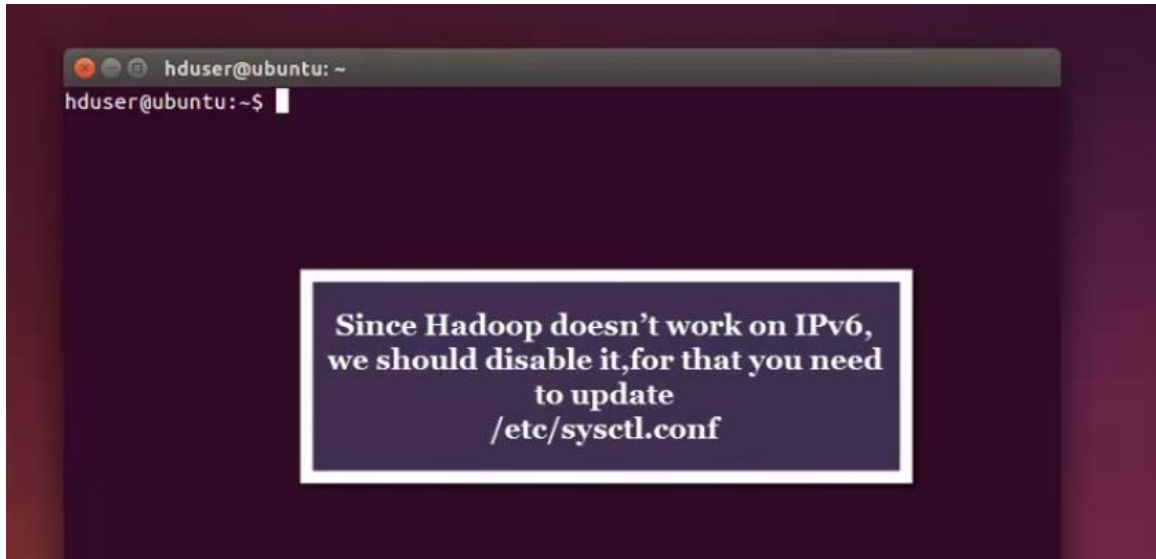 hduser@ubuntu: ~
hduser@ubuntu:~$
Since Hadoop doesn't work on IPv6,
we should disable it,for that you need
to update
/etc/sysctl.conf